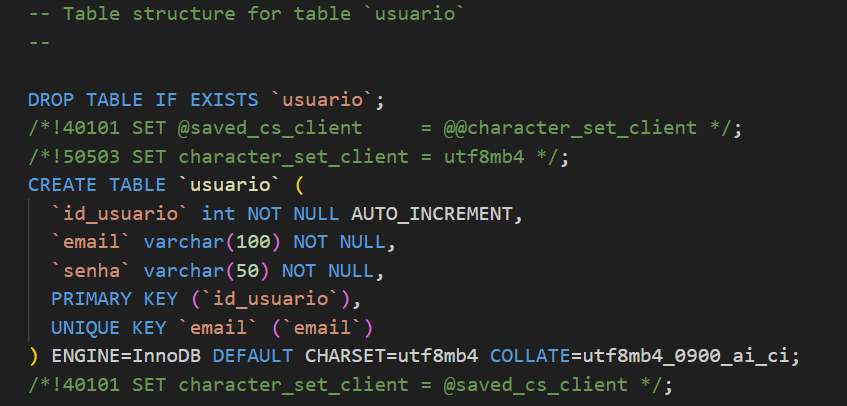 -- Table structure for table `usuario`
--
DROP TABLE IF EXISTS `usuario`;
/*!40101 SET @saved_cs_client     = @@character_set_client */;
/*!50503 SET character_set_client = utf8mb4 */;
CREATE TABLE `usuario` (
  `id_usuario` int NOT NULL AUTO_INCREMENT,
  `email` varchar(100) NOT NULL,
  `senha` varchar(50) NOT NULL,
  PRIMARY KEY (`id_usuario`),
  UNIQUE KEY `email` (`email`)
) ENGINE=InnoDB DEFAULT CHARSET=utf8mb4 COLLATE=utf8mb4_0900_ai_ci;
/*!40101 SET character_set_client = @saved_cs_client */;